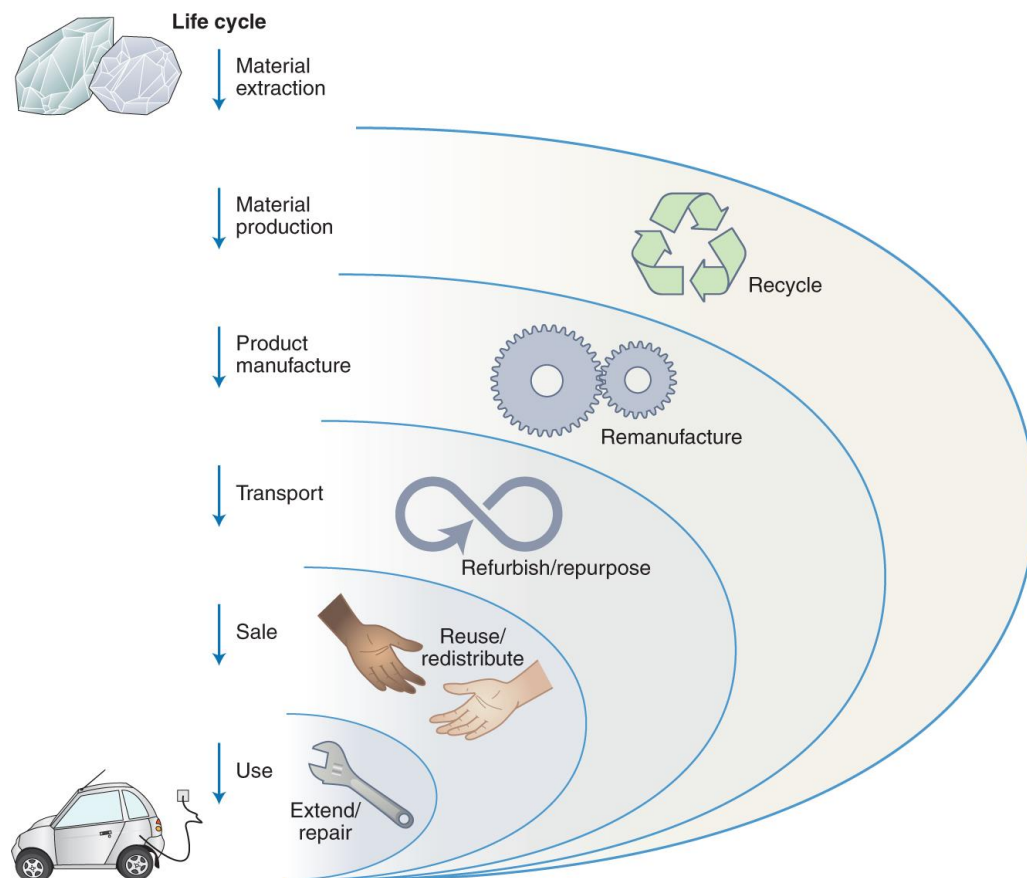 Life cycle
Material
extraction
Material
production
Recycle
Product
manufacture
Remanufacture
Transport
Refurbish/repurpose
Sale
Reuse/
redistribute
Use
Extend/
repair